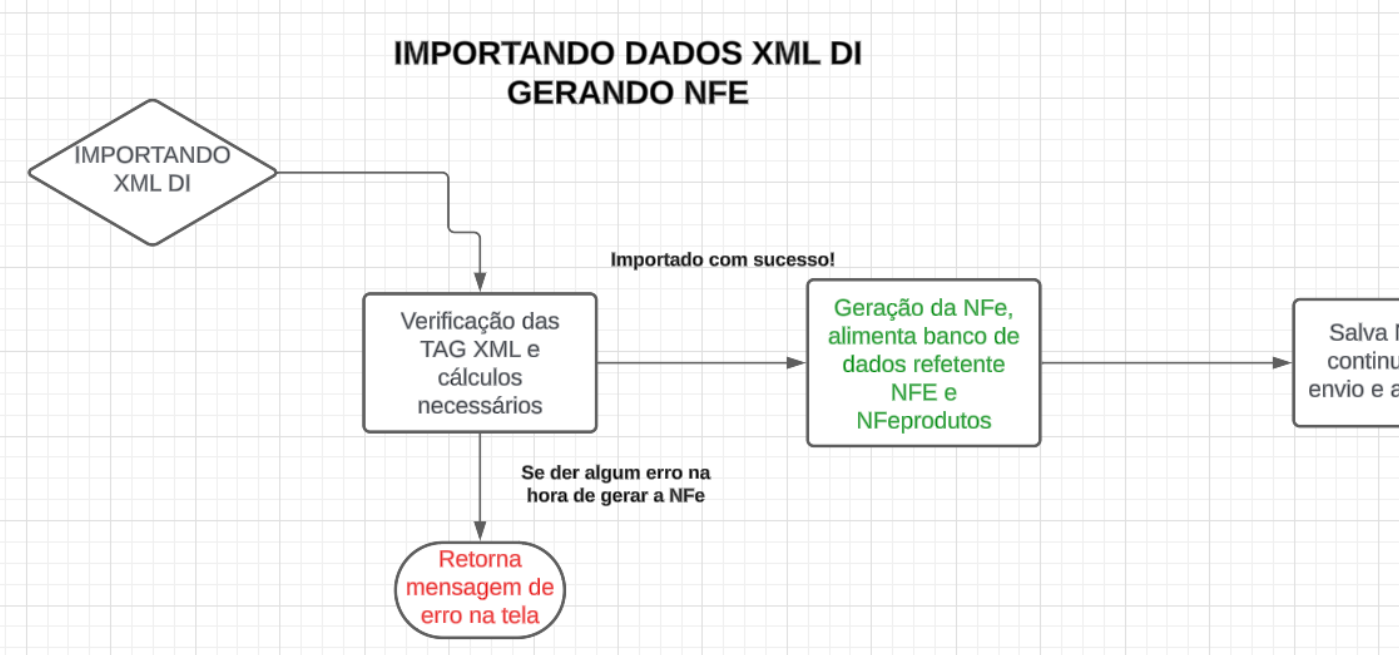 IMPORTANDO DADOS XML DI
GERANDO NFE
IMPORTANDO
XML DI
Importado com sucesso!
Verificação das
TAG XML e
cálculos
necessários
Geração da NFe,
alimenta banco de
dados refetente
NFE e
NFeprodutos
Salva
envio e
Se der algum erro na
hora de gerar a NFe
Retorna
mensagem de
erro na tela